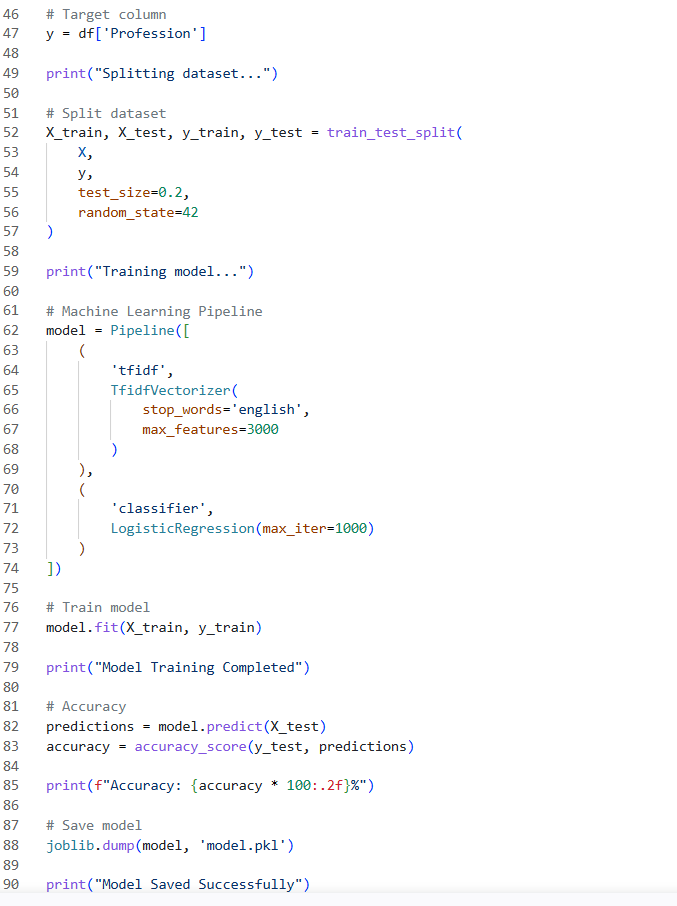 46 # Target column
47 y = df['Profession']
48
49 print("Splitting dataset...")
50
51 # Split dataset
52 X_train, X_test, y_train, y_test = train_test_split(
53     X,
54     y,
55     test_size=0.2,
56     random_state=42
57 )
58
59 print("Training model...")
60
61 # Machine Learning Pipeline
62 model = Pipeline([
63     (
64         'tfidf',
65         TfidfVectorizer(
66             stop_words='english',
67             max_features=3000
68         )
69     ),
70     (
71         'classifier',
72         LogisticRegression(max_iter=1000)
73     )
74 ])
75
76 # Train model
77 model.fit(X_train, y_train)
78
79 print("Model Training Completed")
80
81 # Accuracy
82 predictions = model.predict(X_test)
83 accuracy = accuracy_score(y_test, predictions)
84
85 print(f"Accuracy: {accuracy * 100:.2f}%")
86
87 # Save model
88 joblib.dump(model, 'model.pkl')
89
90 print("Model Saved Successfully")